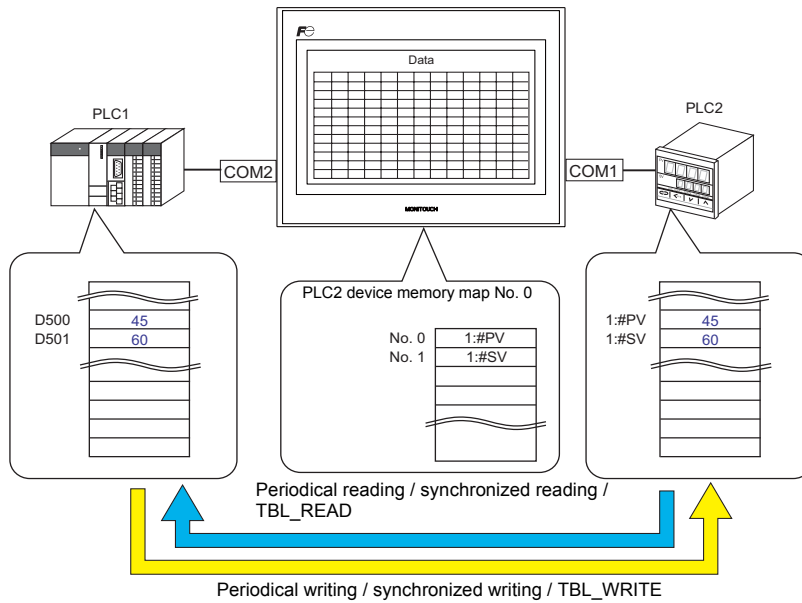 Fe
Data
PLC1
PLC2
COM2
COM1
MONITOUCH
PLC2 device memory map No. 0
D500 45
D501 60
No. 0 1:#PV
No. 1 1:#SV
1:#PV 45
1:#SV 60
Periodical reading / synchronized reading /
TBL_READ
Periodical writing / synchronized writing / TBL_WRITE